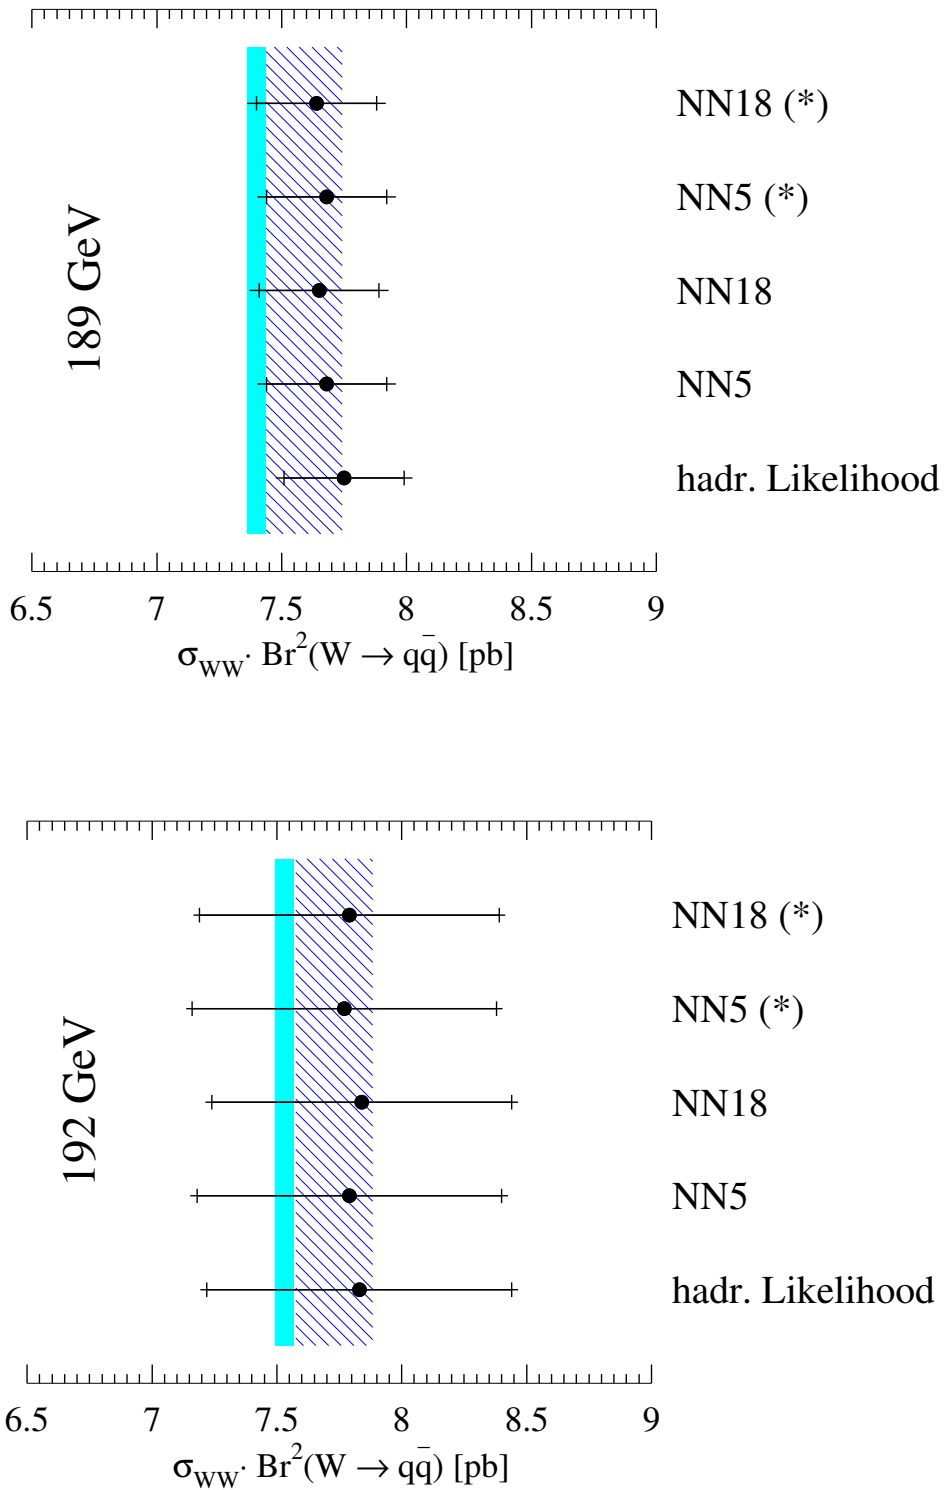 189 GeV
NN18 (*)
NN5 (*)
NN18
NN5
hadr. Likelihood
6.5 7 7.5 8 8.5 9
σ_WW · Br²(W → qq̄) [pb]
192 GeV
NN18 (*)
NN5 (*)
NN18
NN5
hadr. Likelihood
6.5 7 7.5 8 8.5 9
σ_WW · Br²(W → qq̄) [pb]